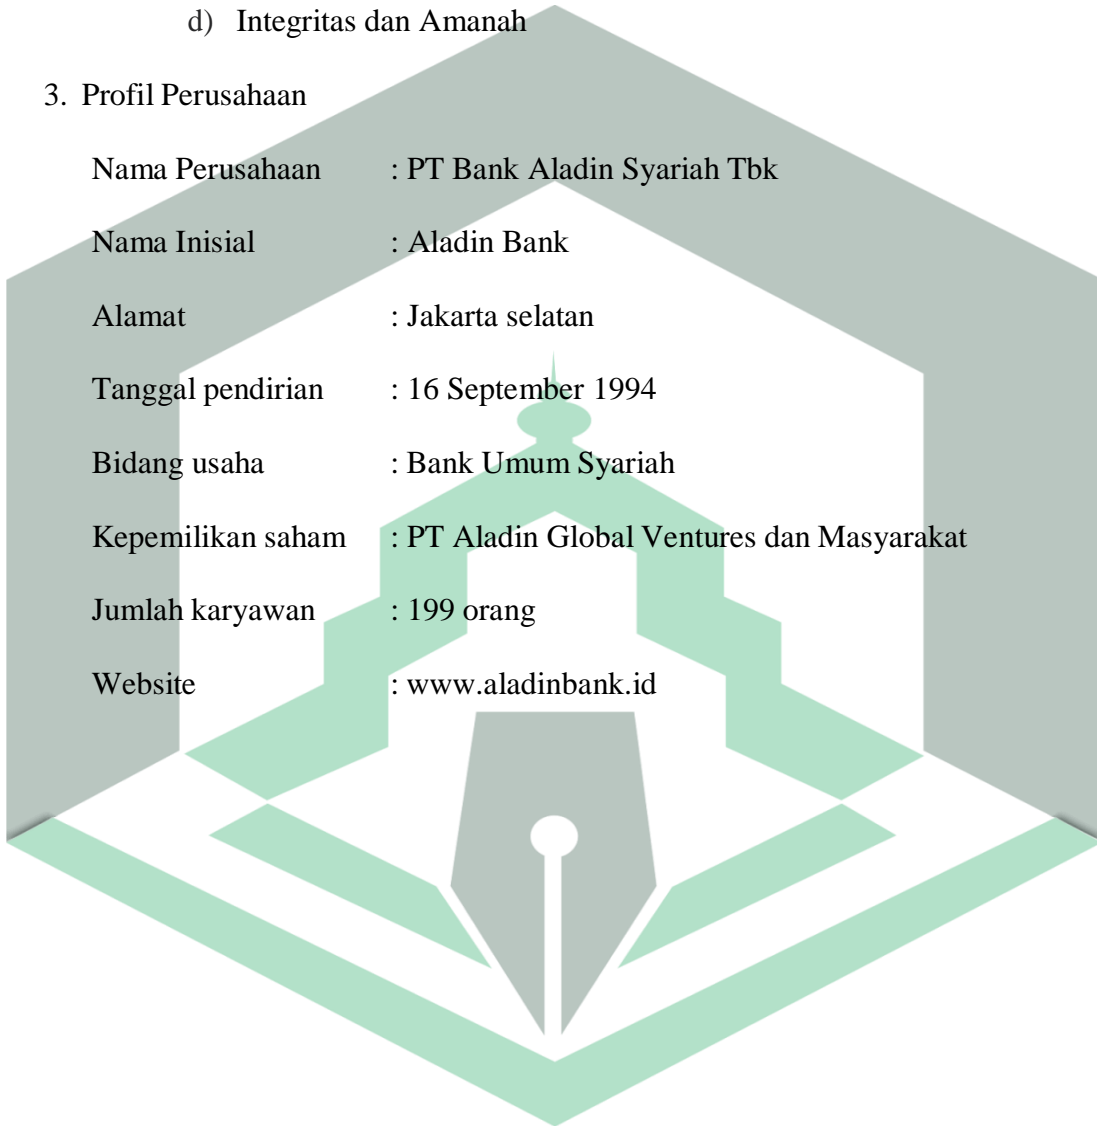 d) Integritas dan Amanah
3. Profil Perusahaan
Nama Perusahaan : PT Bank Aladin Syariah Tbk
Nama Inisial : Aladin Bank
Alamat : Jakarta selatan
Tanggal pendirian : 16 September 1994
Bidang usaha : Bank Umum Syariah
Kepemilikan saham : PT Aladin Global Ventures dan Masyarakat
Jumlah karyawan : 199 orang
Website : www.aladinbank.id